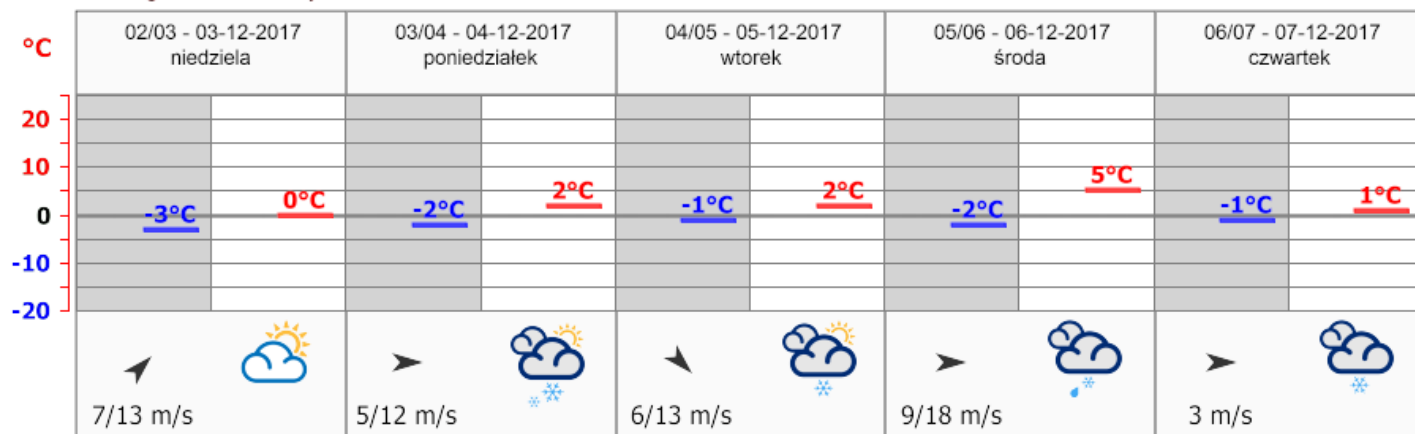 °C
02/03 - 03-12-2017
niedziela
03/04 - 04-12-2017
poniedziałek
04/05 - 05-12-2017
wtorek
05/06 - 06-12-2017
środa
06/07 - 07-12-2017
czwartek
20
10
0
-10
-20
-3°C
0°C
-2°C
2°C
-1°C
2°C
-2°C
5°C
-1°C
1°C
7/13 m/s
5/12 m/s
6/13 m/s
9/18 m/s
3 m/s